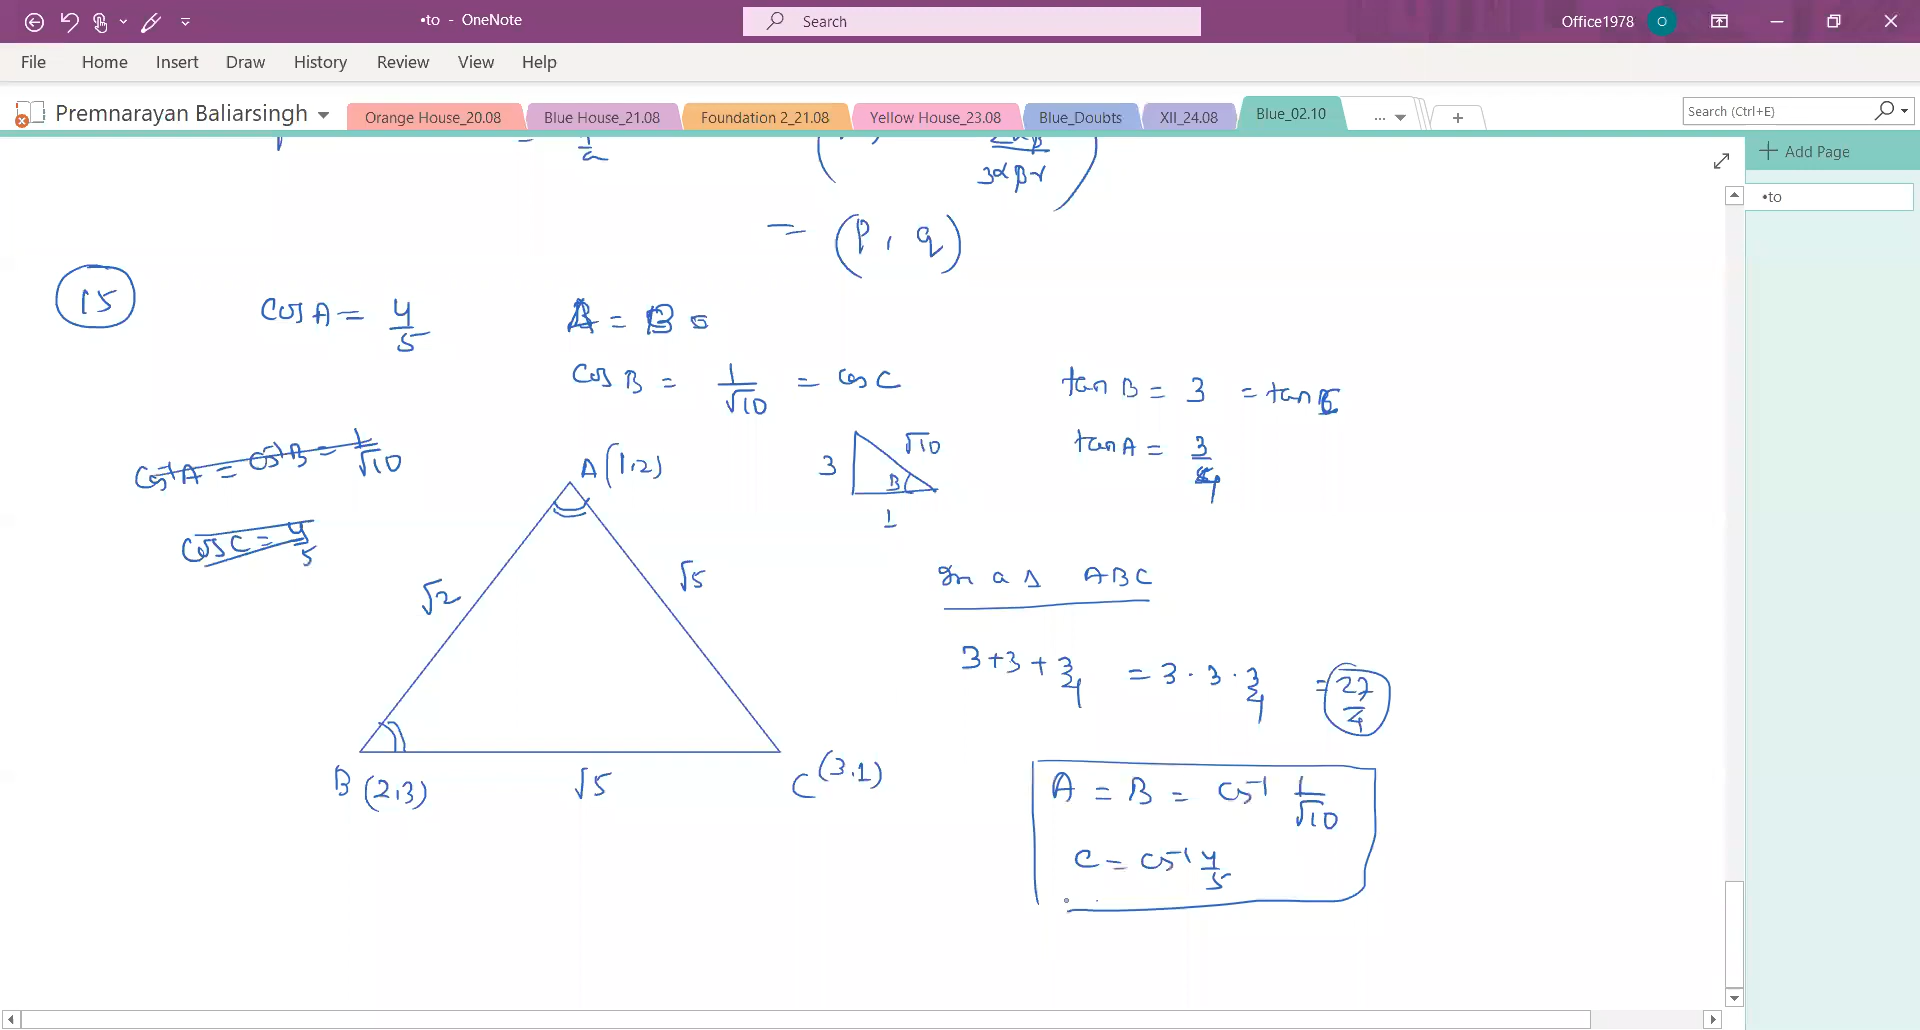 •to - OneNote
Search
Office1978
O
File Home Insert Draw History Review View Help
Premnarayan Baliarsingh
Orange House_20.08 Blue House_21.08 Foundation 2_21.08 Yellow House_23.08 Blue_Doubts XII_24.08 Blue_02.10 ... +
Search (Ctrl+E)
+ Add Page
•to
3αβγ
= (p, q)
15
cos A = 4/5
cos B = 1/√10 = cos C
tan B = 3 = tan C
tan A = 3/4
cos⁻¹A = cos⁻¹B = 1/√10
cos C = 4/5
A (1,2)
3 √10 B 1
√2 √5
In a Δ ABC
3 + 3 + 3/4 = 3 · 3 · 3/4 = 27/4
B (2,3) √5 C (3,1)
A = B = cos⁻¹ 1/√10
C = cos⁻¹ 4/5